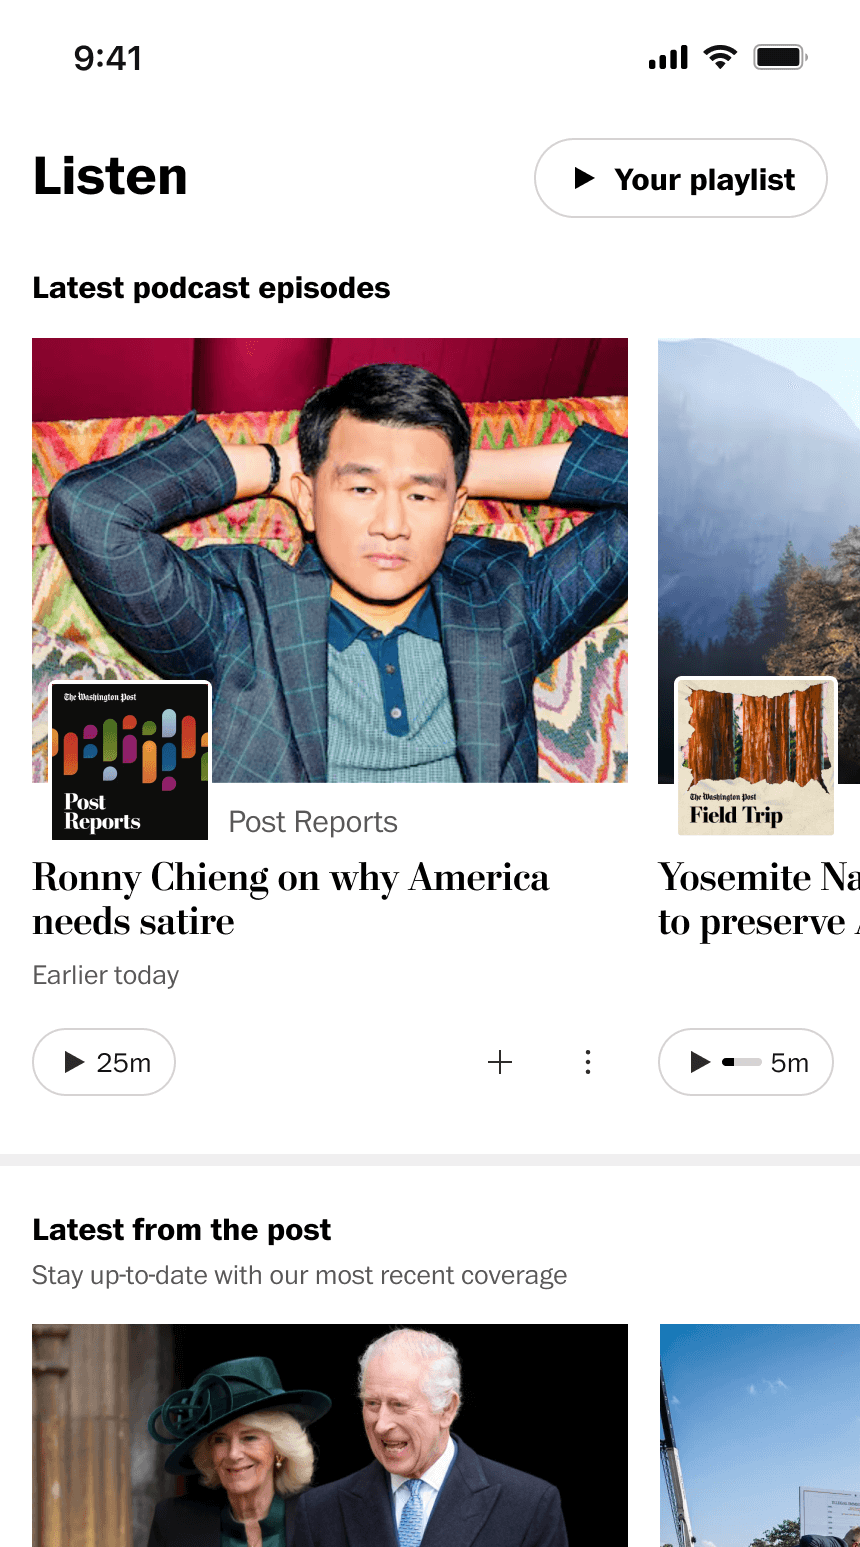 9:41
Listen
Your playlist
Latest podcast episodes
The Washington Post
Post
Reports
Post Reports
Ronny Chieng on why America
needs satire
Earlier today
25m
The Washington Post
Field Trip
Yosemite Na
to preserve
5m
Latest from the post
Stay up-to-date with our most recent coverage